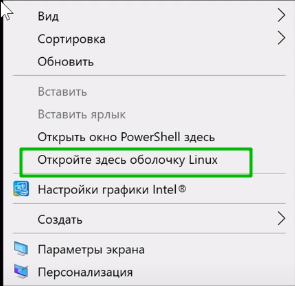 Вид
Сортировка
Обновить
Вставить
Вставить ярлык
Открыть окно PowerShell здесь
Откройте здесь оболочку Linux
Настройки графики Intel®
Создать
Параметры экрана
Персонализация